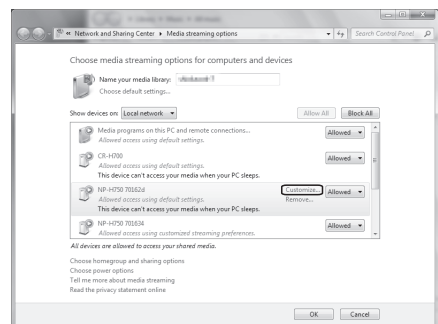 « Network and Sharing Center ▸ Media streaming options
Search Control Panel
Choose media streaming options for computers and devices
Name your media library:
Choose default settings...
Show devices on: Local network
Allow All
Block All
Media programs on this PC and remote connections...
Allowed access using default settings.
Allowed
CR-H700
Allowed access using default settings.
This device can't access your media when your PC sleeps.
Allowed
NP-H750 70162d
Allowed access using default settings.
This device can't access your media when your PC sleeps.
Customize...
Remove...
Allowed
NP-H750 701634
Allowed access using customized streaming preferences.
Allowed
All devices are allowed to access your shared media.
Choose homegroup and sharing options
Choose power options
Tell me more about media streaming
Read the privacy statement online
OK
Cancel